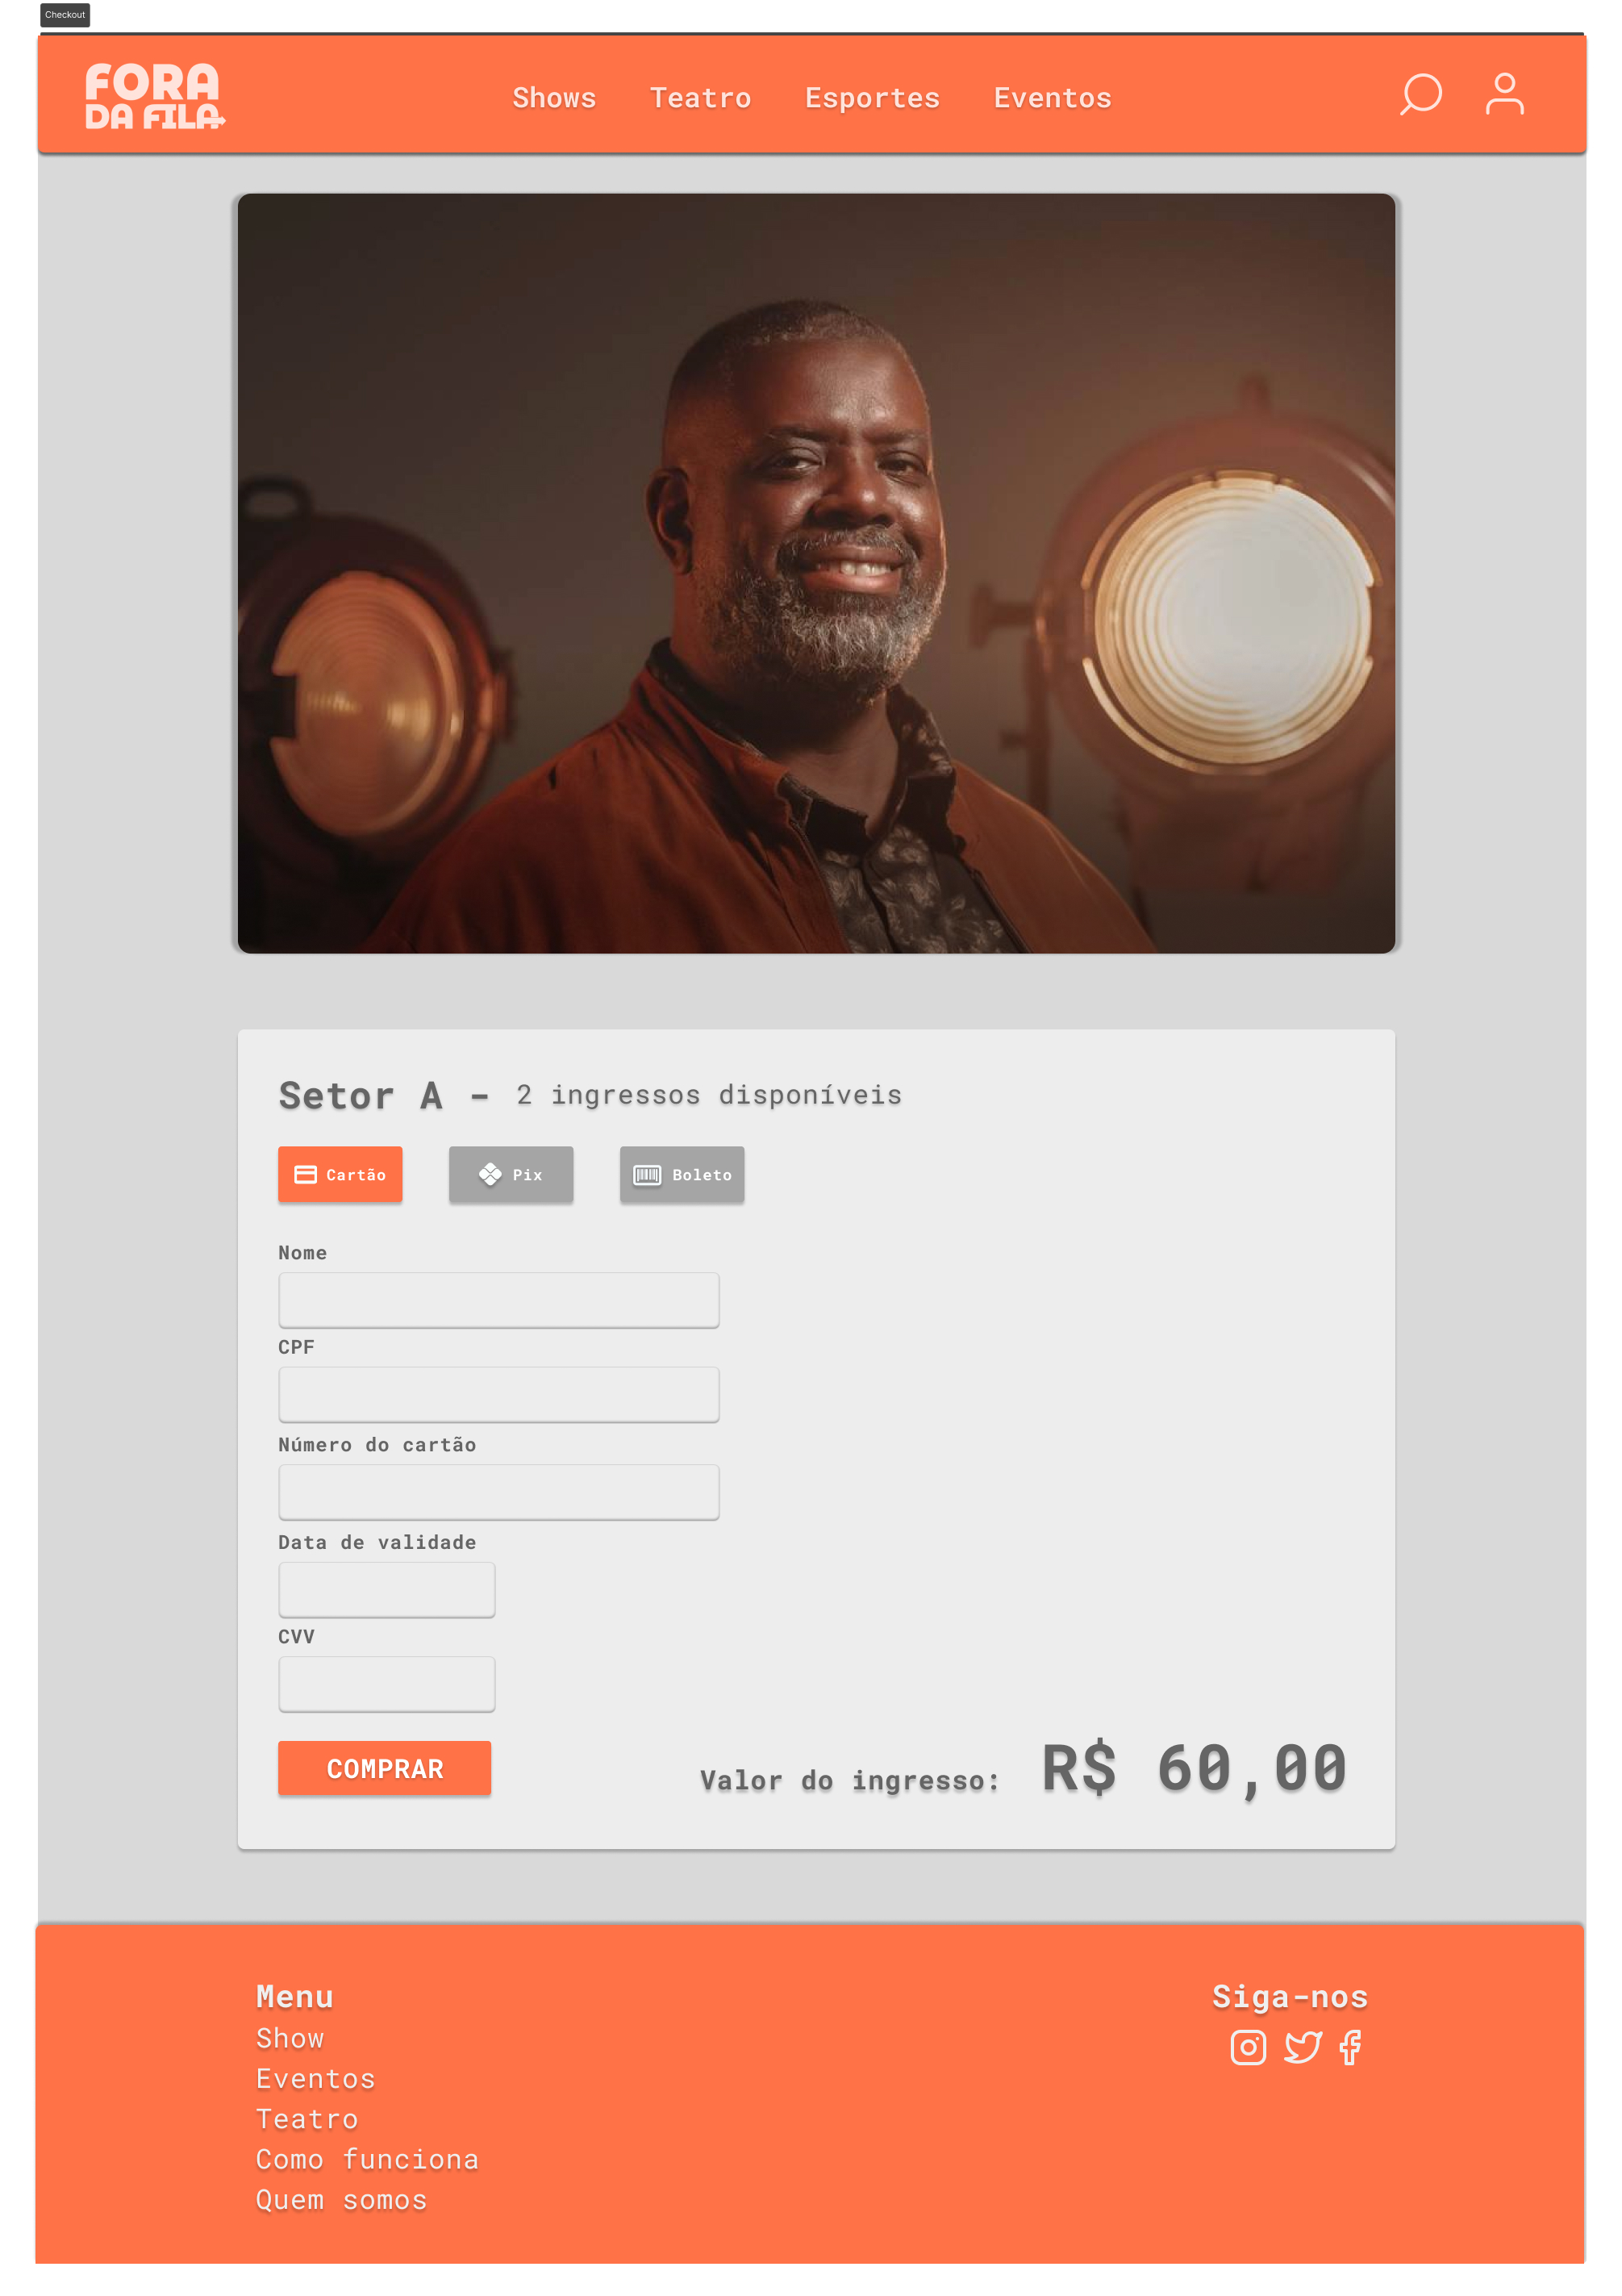 Checkout
FORA
DA FILA
Shows Teatro Esportes Eventos
Setor A - 2 ingressos disponíveis
Cartão Pix Boleto
Nome
CPF
Número do cartão
Data de validade
CVV
COMPRAR Valor do ingresso: R$ 60,00
Menu Siga-nos
Show
Eventos
Teatro
Como funciona
Quem somos